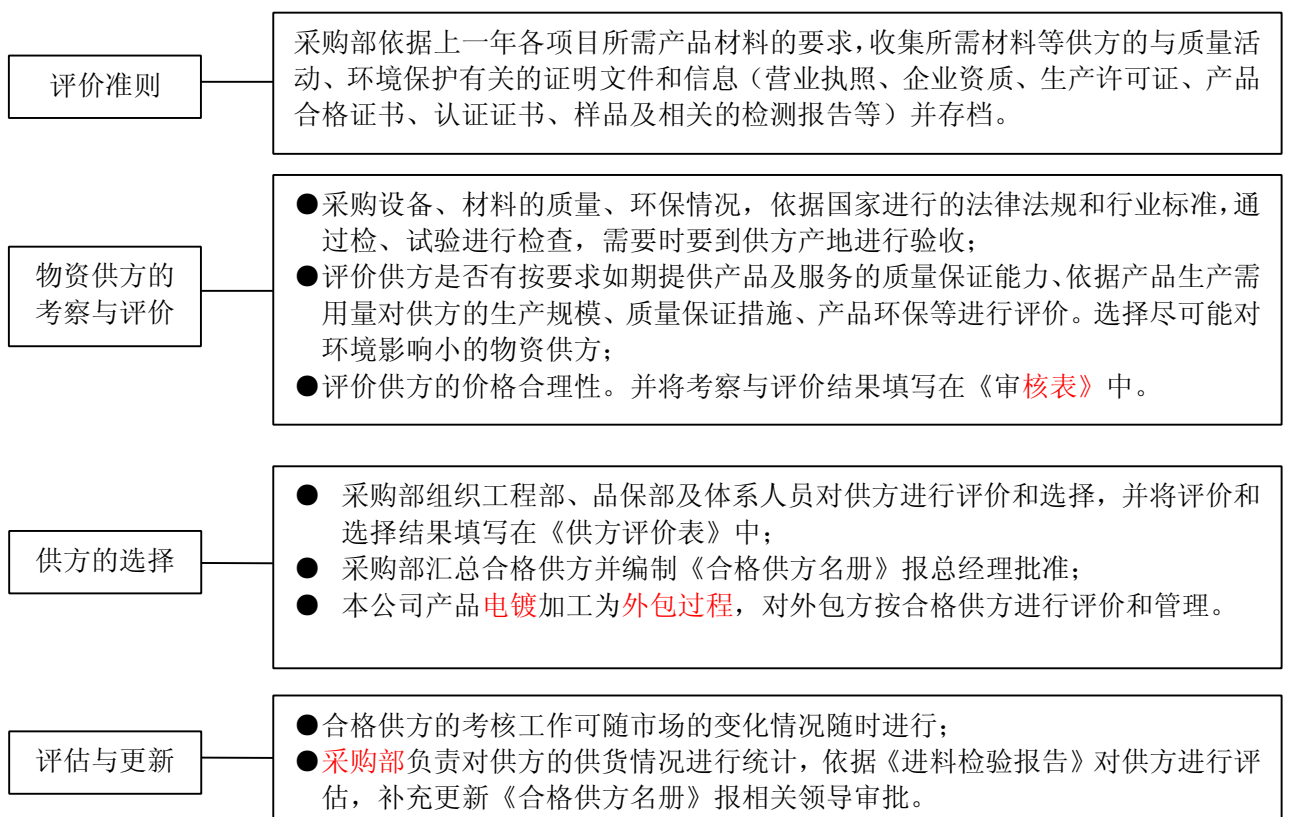 评价准则
采购部依据上一年各项目所需产品材料的要求,收集所需材料等供方的与质量活
动、环境保护有关的证明文件和信息（营业执照、企业资质、生产许可证、产品
合格证书、认证证书、样品及相关的检测报告等）并存档。
物资供方的
考察与评价
●采购设备、材料的质量、环保情况，依据国家进行的法律法规和行业标准,通
过检、试验进行检查，需要时要到供方产地进行验收；
●评价供方是否有按要求如期提供产品及服务的质量保证能力、依据产品生产需
用量对供方的生产规模、质量保证措施、产品环保等进行评价。选择尽可能对
环境影响小的物资供方；
●评价供方的价格合理性。并将考察与评价结果填写在《审核表》中。
供方的选择
● 采购部组织工程部、品保部及体系人员对供方进行评价和选择，并将评价和
选择结果填写在《供方评价表》中；
● 采购部汇总合格供方并编制《合格供方名册》报总经理批准；
● 本公司产品电镀加工为外包过程，对外包方按合格供方进行评价和管理。
评估与更新
●合格供方的考核工作可随市场的变化情况随时进行；
●采购部负责对供方的供货情况进行统计，依据《进料检验报告》对供方进行评
估，补充更新《合格供方名册》报相关领导审批。